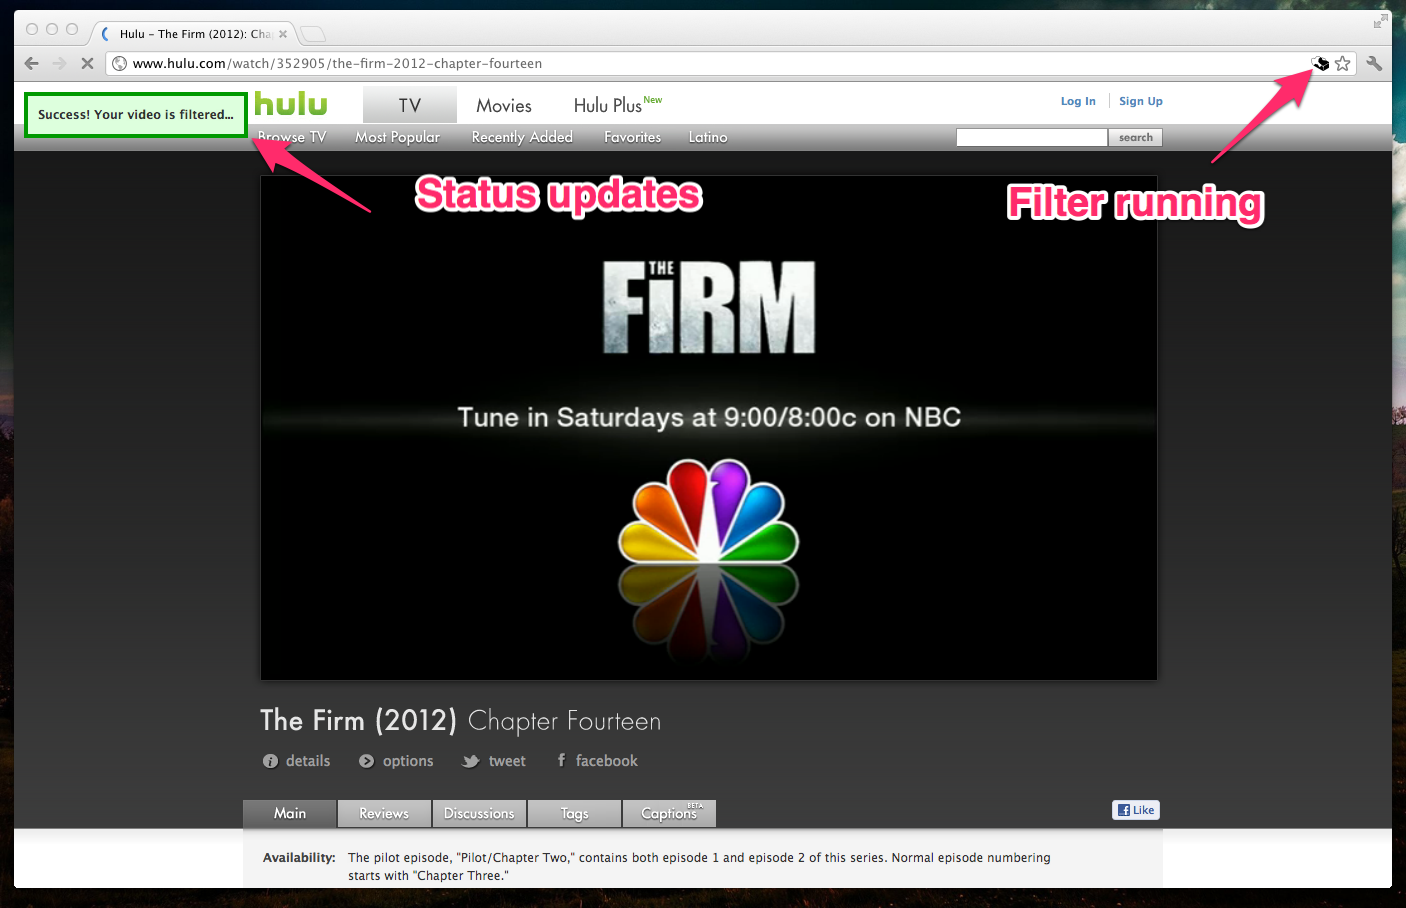 Hulu – The Firm (2012): Cha
www.hulu.com/watch/352905/the-firm-2012-chapter-fourteen
Success! Your video is filtered...
hulu
TV
Movies
Hulu Plus New
Log In
Sign Up
Browse TV
Most Popular
Recently Added
Favorites
Latino
search
Status updates
Filter running
THE FIRM
Tune in Saturdays at 9:00/8:00c on NBC
The Firm (2012) Chapter Fourteen
details
options
tweet
f facebook
Main
Reviews
Discussions
Tags
Captions BETA
f Like
Availability: The pilot episode, "Pilot/Chapter Two," contains both episode 1 and episode 2 of this series. Normal episode numbering
starts with "Chapter Three."